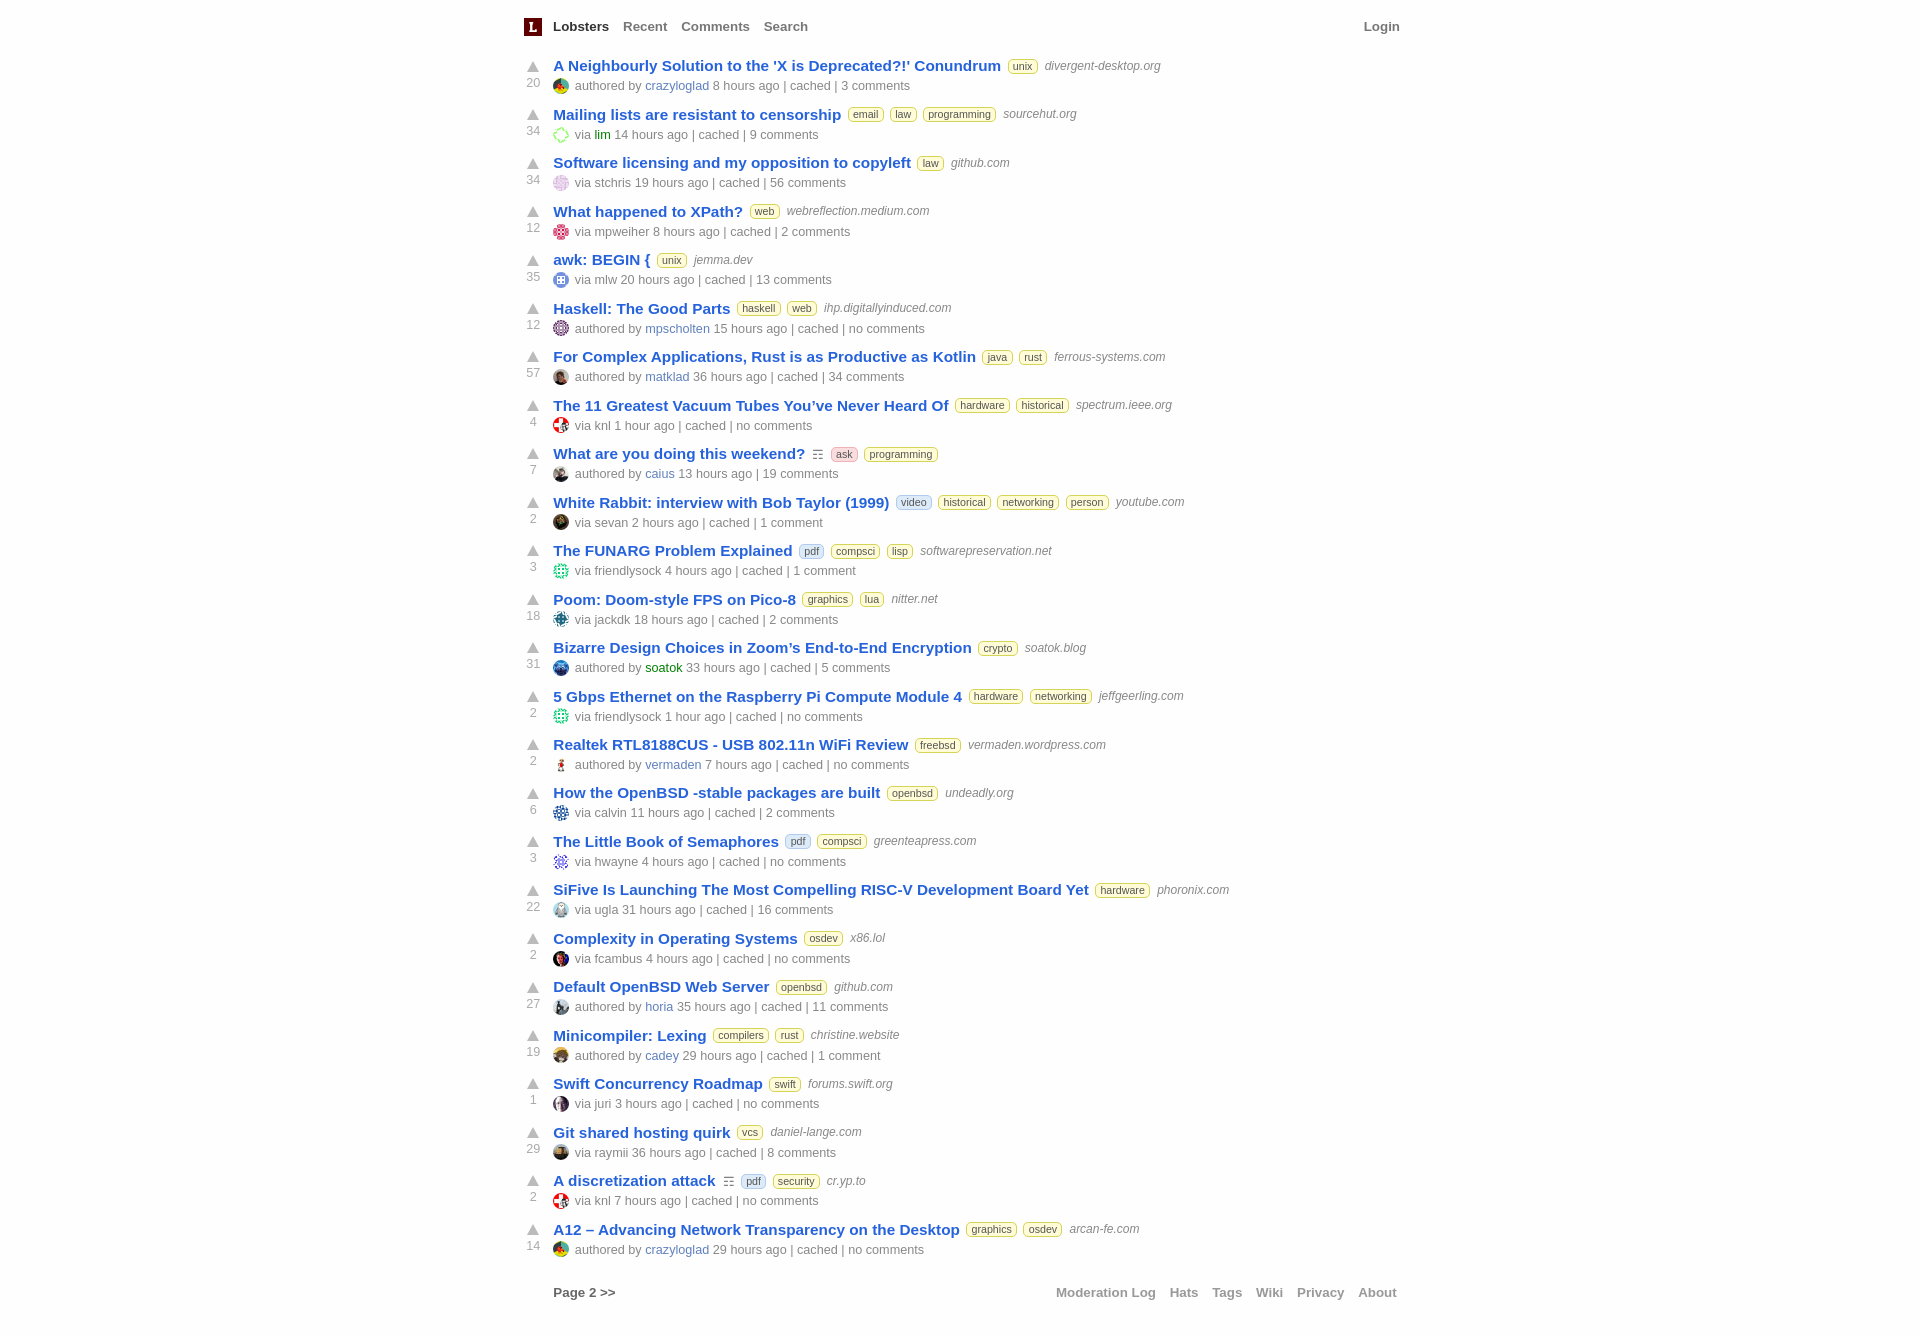 L Lobsters Recent Comments Search Login
A Neighbourly Solution to the 'X is Deprecated?!' Conundrum unix divergent-desktop.org
20 authored by crazyloglad 8 hours ago | cached | 3 comments
Mailing lists are resistant to censorship email law programming sourcehut.org
34 via lim 14 hours ago | cached | 9 comments
Software licensing and my opposition to copyleft law github.com
34 via stchris 19 hours ago | cached | 56 comments
What happened to XPath? web webreflection.medium.com
12 via mpweiher 8 hours ago | cached | 2 comments
awk: BEGIN { unix jemma.dev
35 via mlw 20 hours ago | cached | 13 comments
Haskell: The Good Parts haskell web ihp.digitallyinduced.com
12 authored by mpscholten 15 hours ago | cached | no comments
For Complex Applications, Rust is as Productive as Kotlin java rust ferrous-systems.com
57 authored by matklad 36 hours ago | cached | 34 comments
The 11 Greatest Vacuum Tubes You’ve Never Heard Of hardware historical spectrum.ieee.org
4 via knl 1 hour ago | cached | no comments
What are you doing this weekend? ☶ ask programming
7 authored by caius 13 hours ago | 19 comments
White Rabbit: interview with Bob Taylor (1999) video historical networking person youtube.com
2 via sevan 2 hours ago | cached | 1 comment
The FUNARG Problem Explained pdf compsci lisp softwarepreservation.net
3 via friendlysock 4 hours ago | cached | 1 comment
Poom: Doom-style FPS on Pico-8 graphics lua nitter.net
18 via jackdk 18 hours ago | cached | 2 comments
Bizarre Design Choices in Zoom’s End-to-End Encryption crypto soatok.blog
31 authored by soatok 33 hours ago | cached | 5 comments
5 Gbps Ethernet on the Raspberry Pi Compute Module 4 hardware networking jeffgeerling.com
2 via friendlysock 1 hour ago | cached | no comments
Realtek RTL8188CUS - USB 802.11n WiFi Review freebsd vermaden.wordpress.com
2 authored by vermaden 7 hours ago | cached | no comments
How the OpenBSD -stable packages are built openbsd undeadly.org
6 via calvin 11 hours ago | cached | 2 comments
The Little Book of Semaphores pdf compsci greenteapress.com
3 via hwayne 4 hours ago | cached | no comments
SiFive Is Launching The Most Compelling RISC-V Development Board Yet hardware phoronix.com
22 via ugla 31 hours ago | cached | 16 comments
Complexity in Operating Systems osdev x86.lol
2 via fcambus 4 hours ago | cached | no comments
Default OpenBSD Web Server openbsd github.com
27 authored by horia 35 hours ago | cached | 11 comments
Minicompiler: Lexing compilers rust christine.website
19 authored by cadey 29 hours ago | cached | 1 comment
Swift Concurrency Roadmap swift forums.swift.org
1 via juri 3 hours ago | cached | no comments
Git shared hosting quirk vcs daniel-lange.com
29 via raymii 36 hours ago | cached | 8 comments
A discretization attack ☶ pdf security cr.yp.to
2 via knl 7 hours ago | cached | no comments
A12 – Advancing Network Transparency on the Desktop graphics osdev arcan-fe.com
14 authored by crazyloglad 29 hours ago | cached | no comments
Page 2 >> Moderation Log Hats Tags Wiki Privacy About